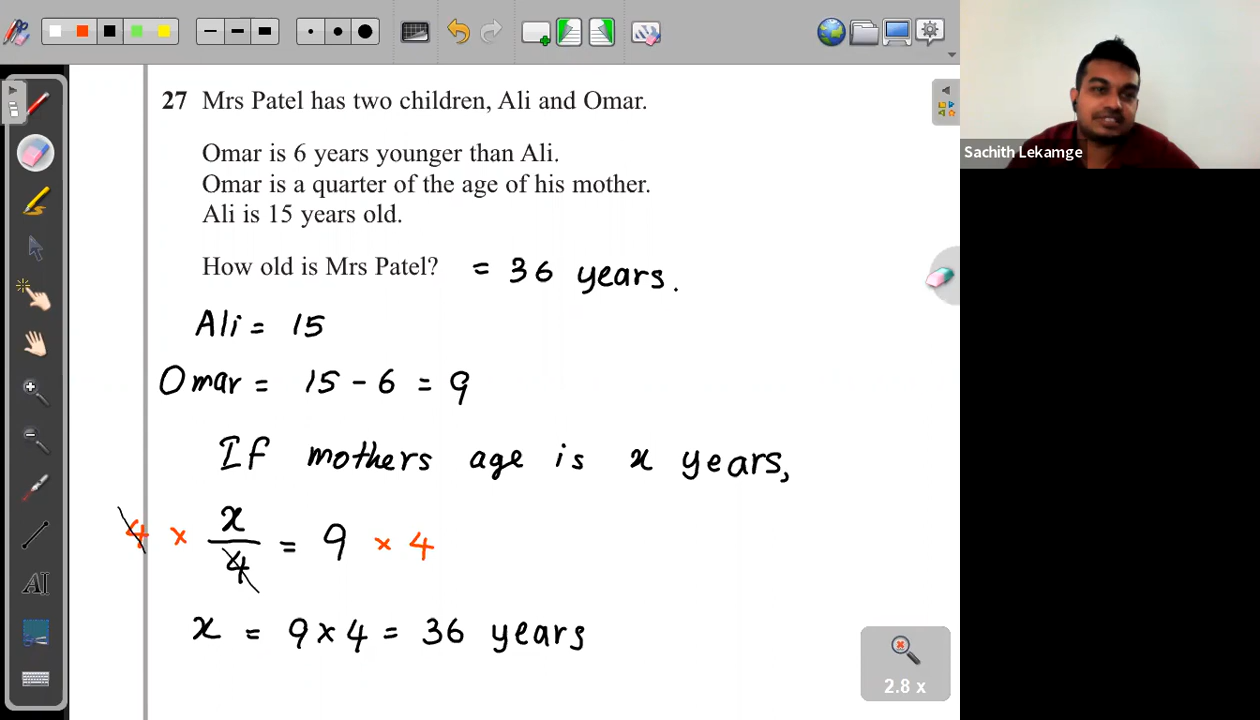 27 Mrs Patel has two children, Ali and Omar.
Omar is 6 years younger than Ali.
Omar is a quarter of the age of his mother.
Ali is 15 years old.
How old is Mrs Patel? = 36 years.
Ali = 15
Omar = 15 - 6 = 9
If mothers age is x years,
4 × x/4 = 9 × 4
x = 9 × 4 = 36 years
Sachith Lekamge
AI
2.8 x